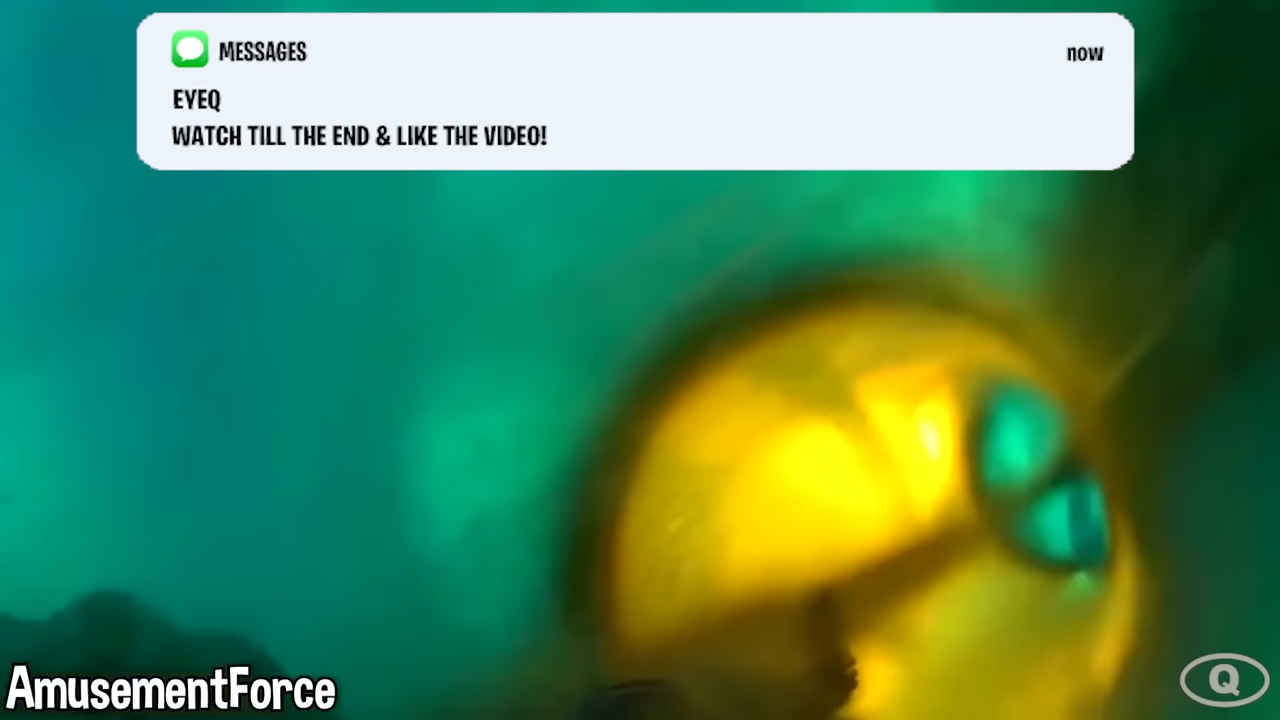 MESSAGES now
EYEQ
WATCH TILL THE END & LIKE THE VIDEO!
AmusementForce
Q